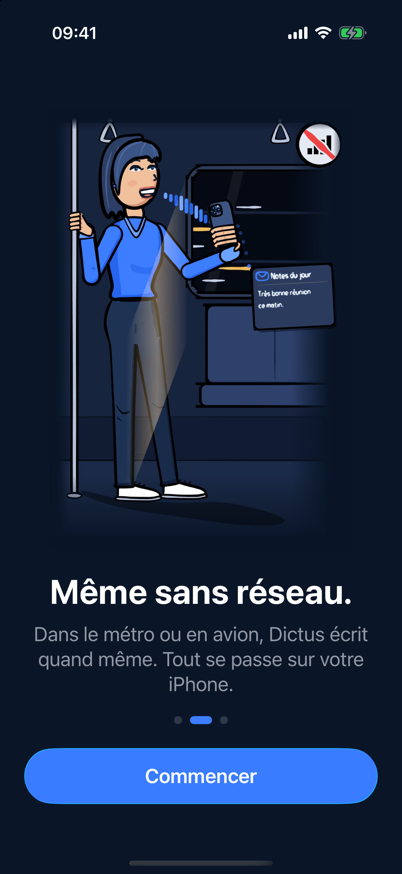 09:41
Notes du jour
Très bonne réunion
ce matin.
Même sans réseau.
Dans le métro ou en avion, Dictus écrit
quand même. Tout se passe sur votre
iPhone.
Commencer